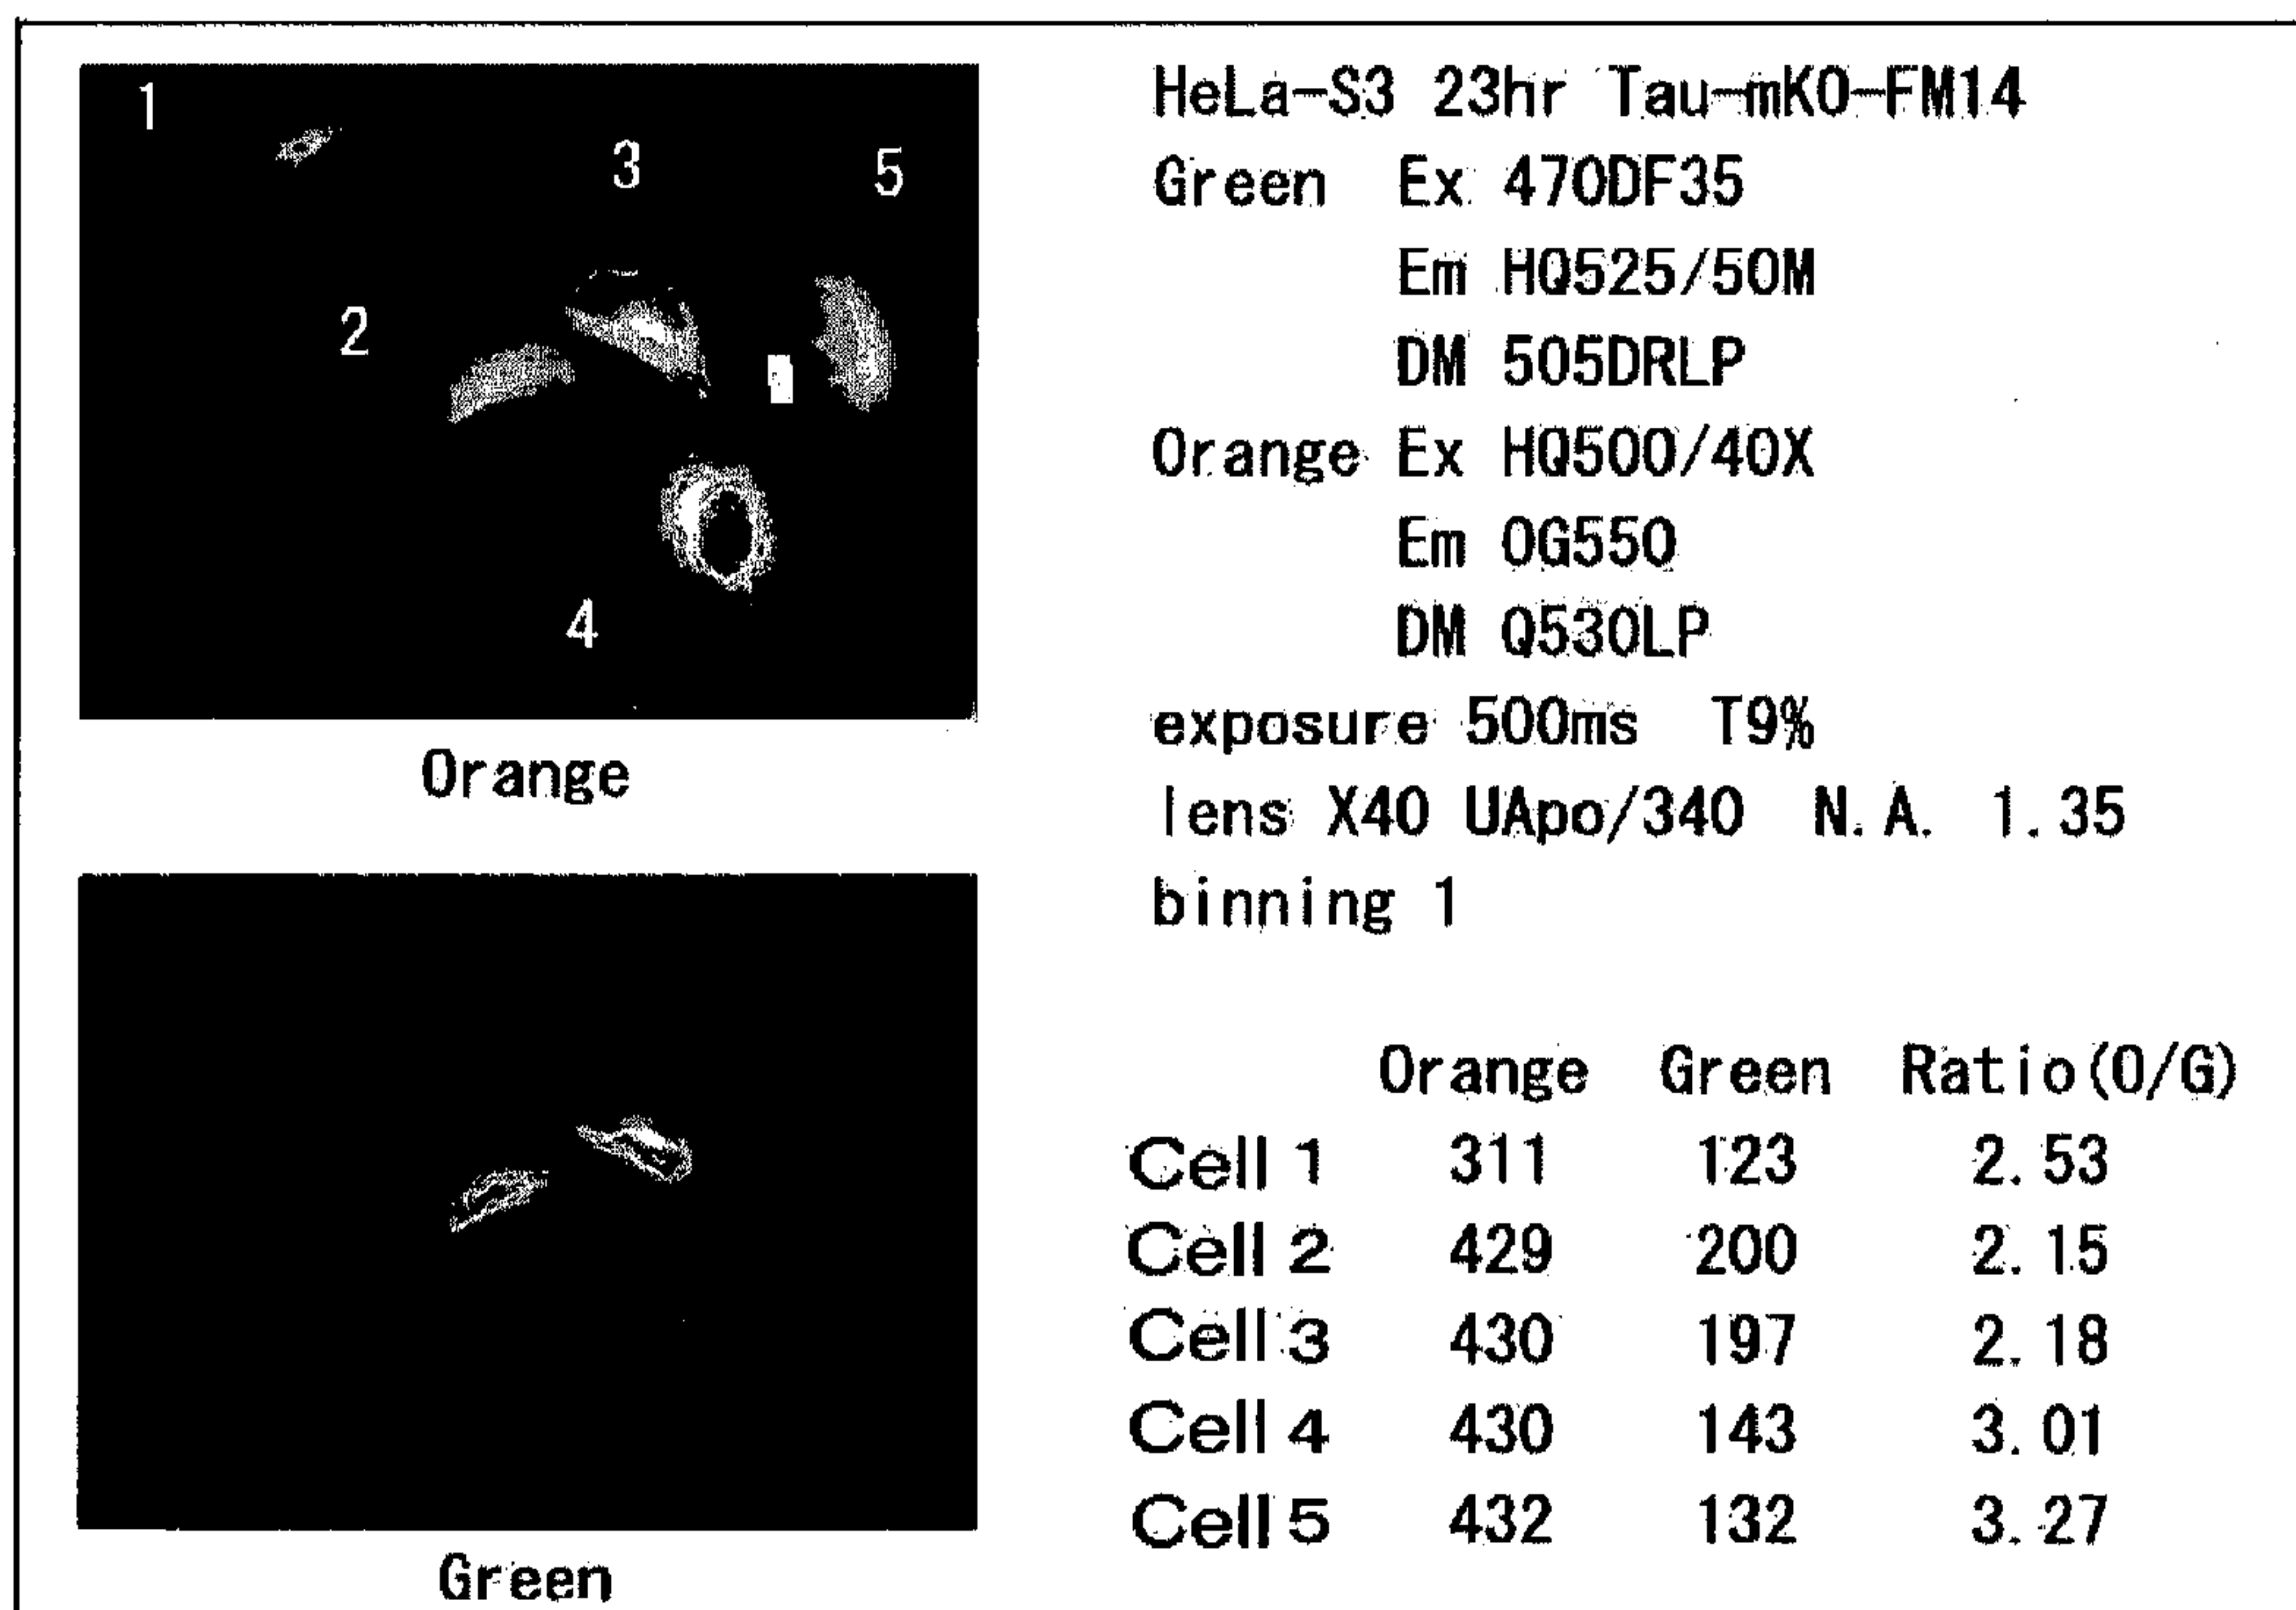 1
3
5
2
4
Orange
Green
HeLa-S3 23hr Tau-mKO-FM14
Green Ex 470DF35
Em HQ525/50M
DM 505DRLP
Orange Ex HQ500/40X
Em OG550
DM Q530LP
exposure 500ms T9%
lens X40 UApo/340 N.A. 1.35
binning 1
Orange Green Ratio(O/G)
Cell 1 311 123 2.53
Cell 2 429 200 2.15
Cell 3 430 197 2.18
Cell 4 430 143 3.01
Cell 5 432 132 3.27